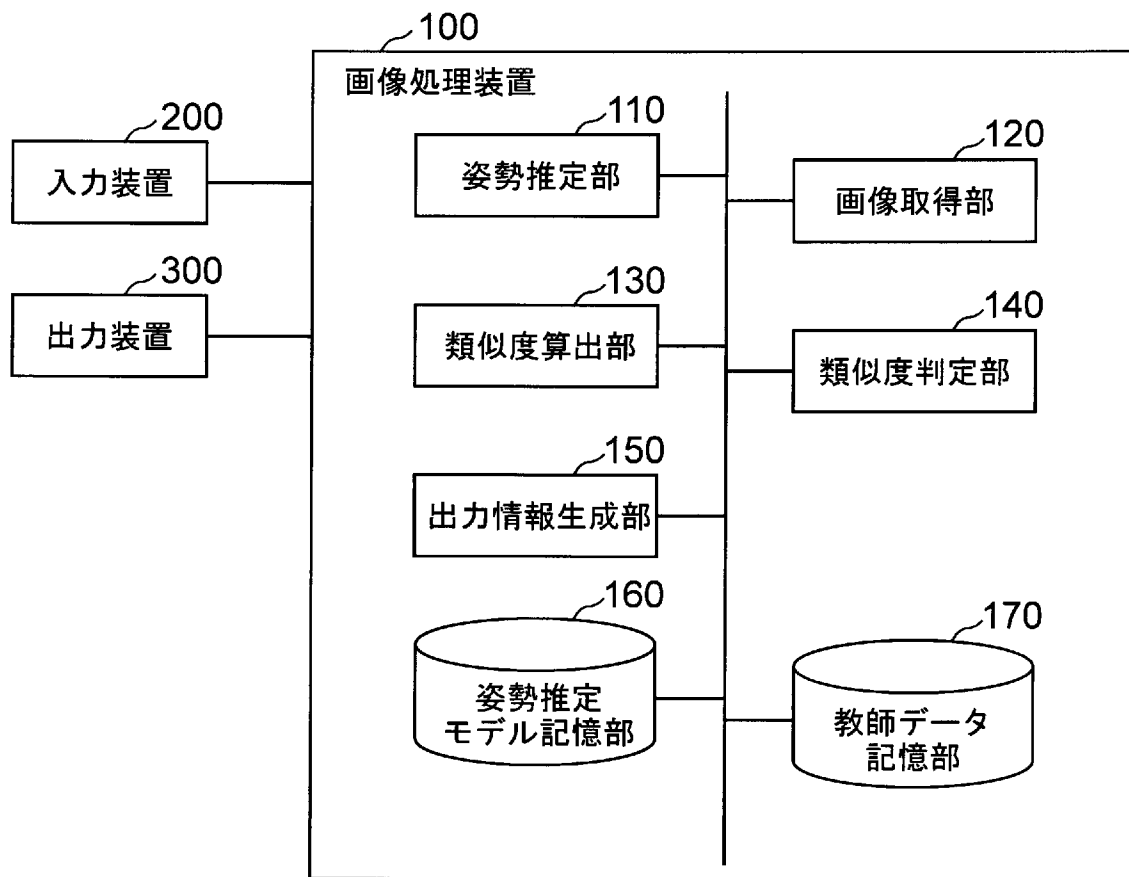 100
画像処理装置
200
入力装置
300
出力装置
110
姿勢推定部
120
画像取得部
130
類似度算出部
140
類似度判定部
150
出力情報生成部
160
姿勢推定
モデル記憶部
170
教師データ
記憶部